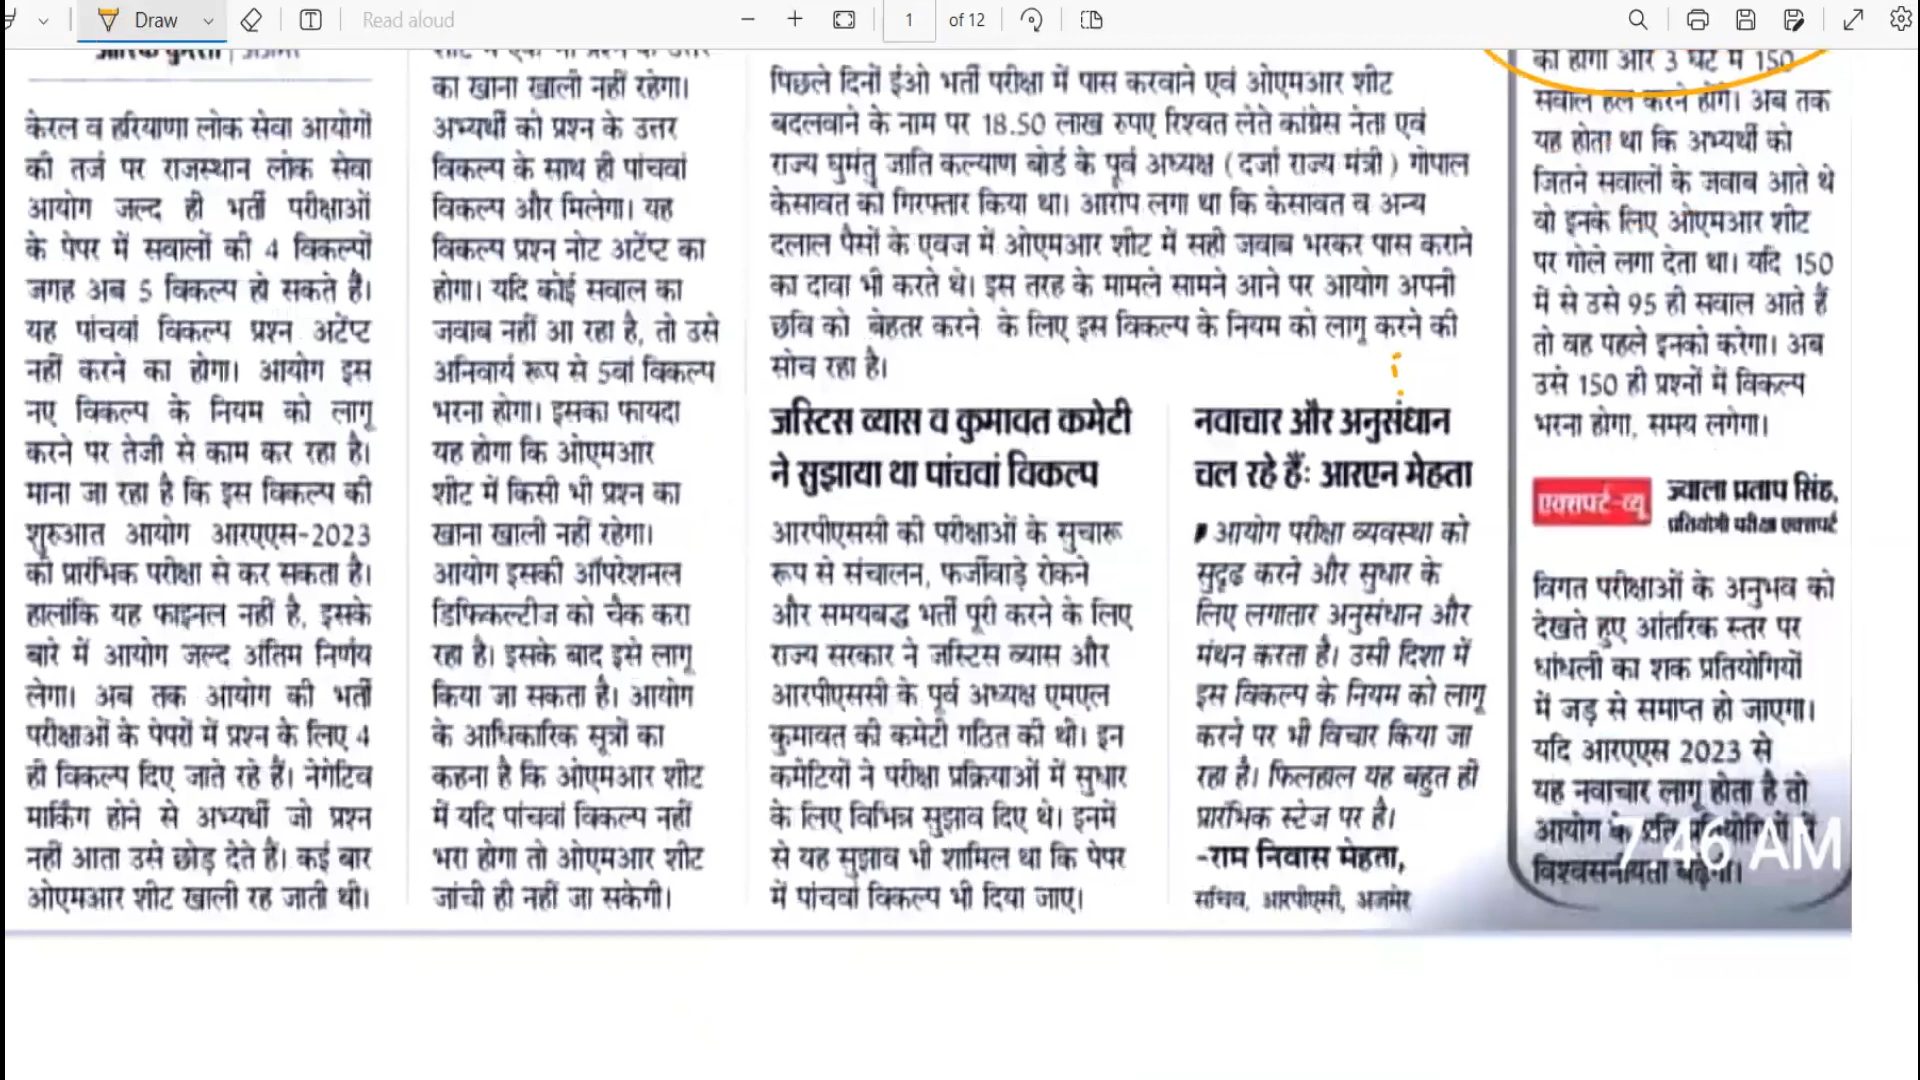 Draw
Read aloud
1
of 12
का खाना खाली नहीं रहेगा।
केरल व हरियाणा लोक सेवा आयोगों
की तर्ज पर राजस्थान लोक सेवा
आयोग जल्द ही भर्ती परीक्षाओं
के पेपर में सवालों की 4 विकल्पों
जगह अब 5 विकल्प हो सकते है।
यह पांचवां विकल्प प्रश्न अटेंप्ट
नहीं करने का होगा। आयोग इस
नए विकल्प के नियम को लागू
करने पर तेजी से काम कर रहा है।
माना जा रहा है कि इस विकल्प की
शुरुआत आयोग आरएएस-2023
की प्रारंभिक परीक्षा से कर सकता है।
हालांकि यह फाइनल नहीं है, इसके
बारे में आयोग जल्द अंतिम निर्णय
लेगा। अब तक आयोग की भर्ती
परीक्षाओं के पेपरों में प्रश्न के लिए 4
ही विकल्प दिए जाते रहे हैं। नेगेटिव
मार्किंग होने से अभ्यर्थी जो प्रश्न
नहीं आता उसे छोड़ देते हैं। कई बार
ओएमआर शीट खाली रह जाती थी।
अभ्यर्थी को प्रश्न के उत्तर
विकल्प के साथ ही पांचवां
विकल्प और मिलेगा। यह
विकल्प प्रश्न नोट अटेंप्ट का
होगा। यदि कोई सवाल का
जवाब नहीं आ रहा है, तो उसे
अनिवार्य रूप से 5वां विकल्प
भरना होगा। इसका फायदा
यह होगा कि ओएमआर
शीट में किसी भी प्रश्न का
खाना खाली नहीं रहेगा।
आयोग इसकी ऑपरेशनल
डिफिकल्टीज को चैक करा
रहा है। इसके बाद इसे लागू
किया जा सकता है। आयोग
के आधिकारिक सूत्रों का
कहना है कि ओएमआर शीट
में यदि पांचवां विकल्प नहीं
भरा होगा तो ओएमआर शीट
जांची ही नहीं जा सकेगी।
पिछले दिनों ईओ भर्ती परीक्षा में पास करवाने एवं ओएमआर शीट
बदलवाने के नाम पर 18.50 लाख रुपए रिश्वत लेते कांग्रेस नेता एवं
राज्य घुमंतु जाति कल्याण बोर्ड के पूर्व अध्यक्ष ( दर्जा राज्य मंत्री ) गोपाल
केसावत को गिरफ्तार किया था। आरोप लगा था कि केसावत व अन्य
दलाल पैसों के एवज में ओएमआर शीट में सही जवाब भरकर पास कराने
का दावा भी करते थे। इस तरह के मामले सामने आने पर आयोग अपनी
छवि को बेहतर करने के लिए इस विकल्प के नियम को लागू करने की
सोच रहा है।
जस्टिस व्यास व कुमावत कमेटी
ने सुझाया था पांचवां विकल्प
आरपीएससी की परीक्षाओं के सुचारू
रूप से संचालन, फर्जीवाड़े रोकने
और समयबद्ध भर्ती पूरी करने के लिए
राज्य सरकार ने जस्टिस व्यास और
आरपीएससी के पूर्व अध्यक्ष एमएल
कुमावत की कमेटी गठित की थी। इन
कमेटियों ने परीक्षा प्रक्रियाओं में सुधार
के लिए विभिन्न सुझाव दिए थे। इनमें
से यह सुझाव भी शामिल था कि पेपर
में पांचवां विकल्प भी दिया जाए।
नवाचार और अनुसंधान
चल रहे हैंः आरएन मेहता
आयोग परीक्षा व्यवस्था को
सुदृढ करने और सुधार के
लिए लगातार अनुसंधान और
मंथन करता है। उसी दिशा में
इस विकल्प के नियम को लागू
करने पर भी विचार किया जा
रहा है। फिलहाल यह बहुत ही
प्रारंभिक स्टेज पर है।
-राम निवास मेहता,
सचिव, आरपीएससी, अजमेर
का होगा और 3 घंटे में 150
सवाल हल करने होंगे। अब तक
यह होता था कि अभ्यर्थी को
जितने सवालों के जवाब आते थे
वो इनके लिए ओएमआर शीट
पर गोले लगा देता था। यदि 150
में से उसे 95 ही सवाल आते हैं
तो वह पहले इनको करेगा। अब
उसे 150 ही प्रश्नों में विकल्प
भरना होगा, समय लगेगा।
एक्सपर्ट-व्यू
ज्वाला प्रताप सिंह,
प्रतियोगी परीक्षा एक्सपर्ट
विगत परीक्षाओं के अनुभव को
देखते हुए आंतरिक स्तर पर
धांधली का शक प्रतियोगियों
में जड़ से समाप्त हो जाएगा।
यदि आरएएस 2023 से
यह नवाचार लागू होता है तो
आयोग के प्रति प्रतियोगियों में
विश्वसनीयता बढ़ेगी।
7:46 AM